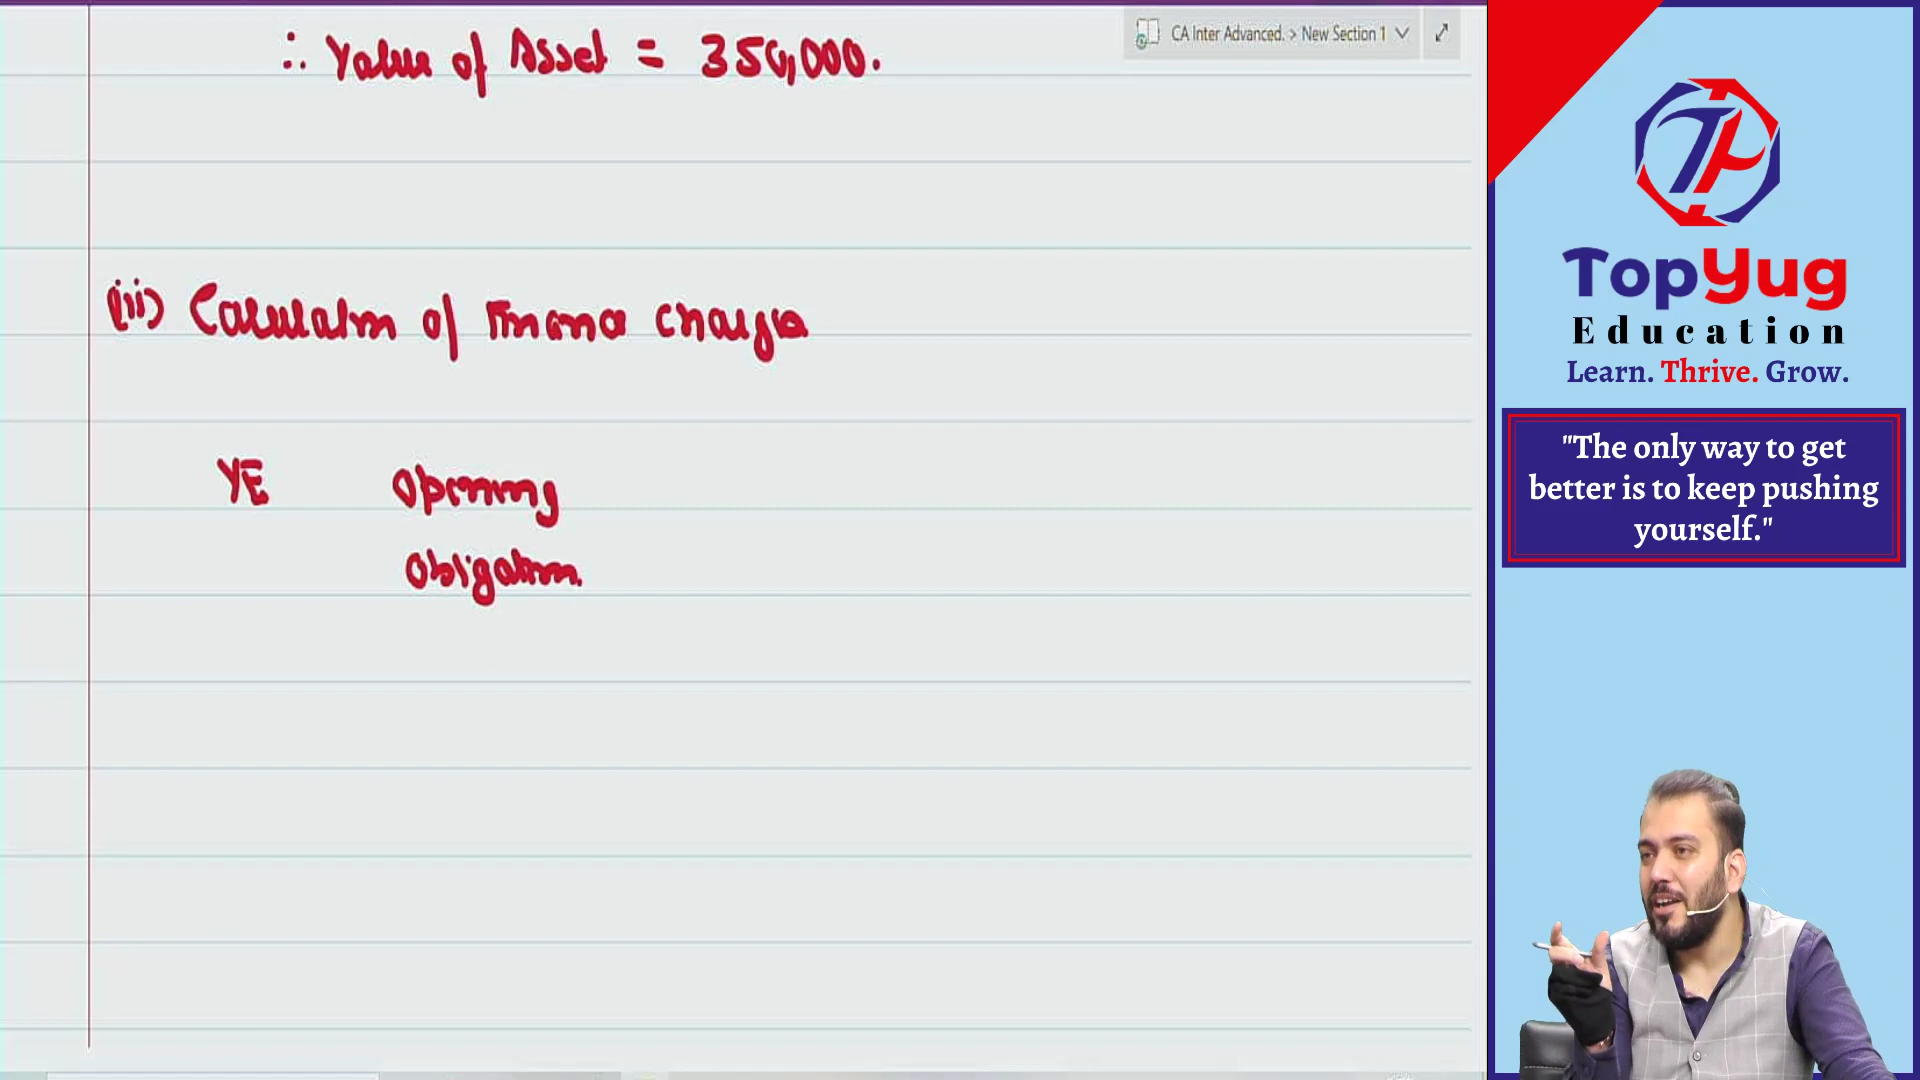 ∴ Value of Asset = 350,000.
CA Inter Advanced. > New Section 1
(iii) Calculation of Finance charges
YE Opening
Obligation.
TopYug
Education
Learn. Thrive. Grow.
"The only way to get
better is to keep pushing
yourself."